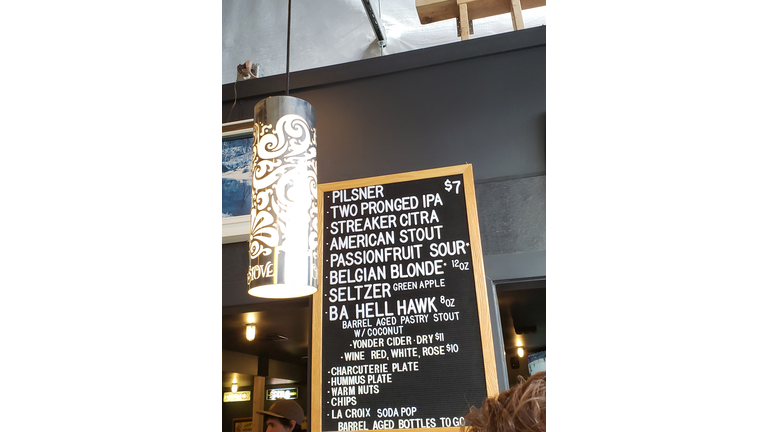 · PILSNER $7
· TWO PRONGED IPA
· STREAKER CITRA
· AMERICAN STOUT
· PASSIONFRUIT SOUR*
· BELGIAN BLONDE* 12OZ
· SELTZER GREEN APPLE
· BA HELL HAWK 8OZ
BARREL AGED PASTRY STOUT
W/ COCONUT
· YONDER CIDER · DRY $11
· WINE RED, WHITE, ROSE $10
· CHARCUTERIE PLATE
· HUMMUS PLATE
· WARM NUTS
· CHIPS
· LA CROIX SODA POP
BARREL AGED BOTTLES TO GO